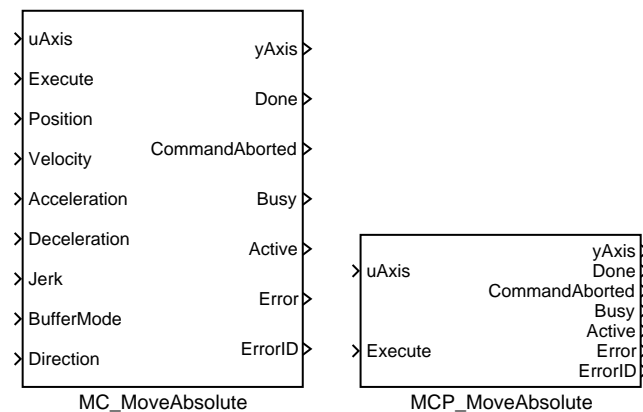 uAxis
Execute
Position
Velocity
Acceleration
Deceleration
Jerk
BufferMode
Direction
yAxis
Done
CommandAborted
Busy
Active
Error
ErrorID
MC_MoveAbsolute
uAxis
Execute
yAxis
Done
CommandAborted
Busy
Active
Error
ErrorID
MCP_MoveAbsolute